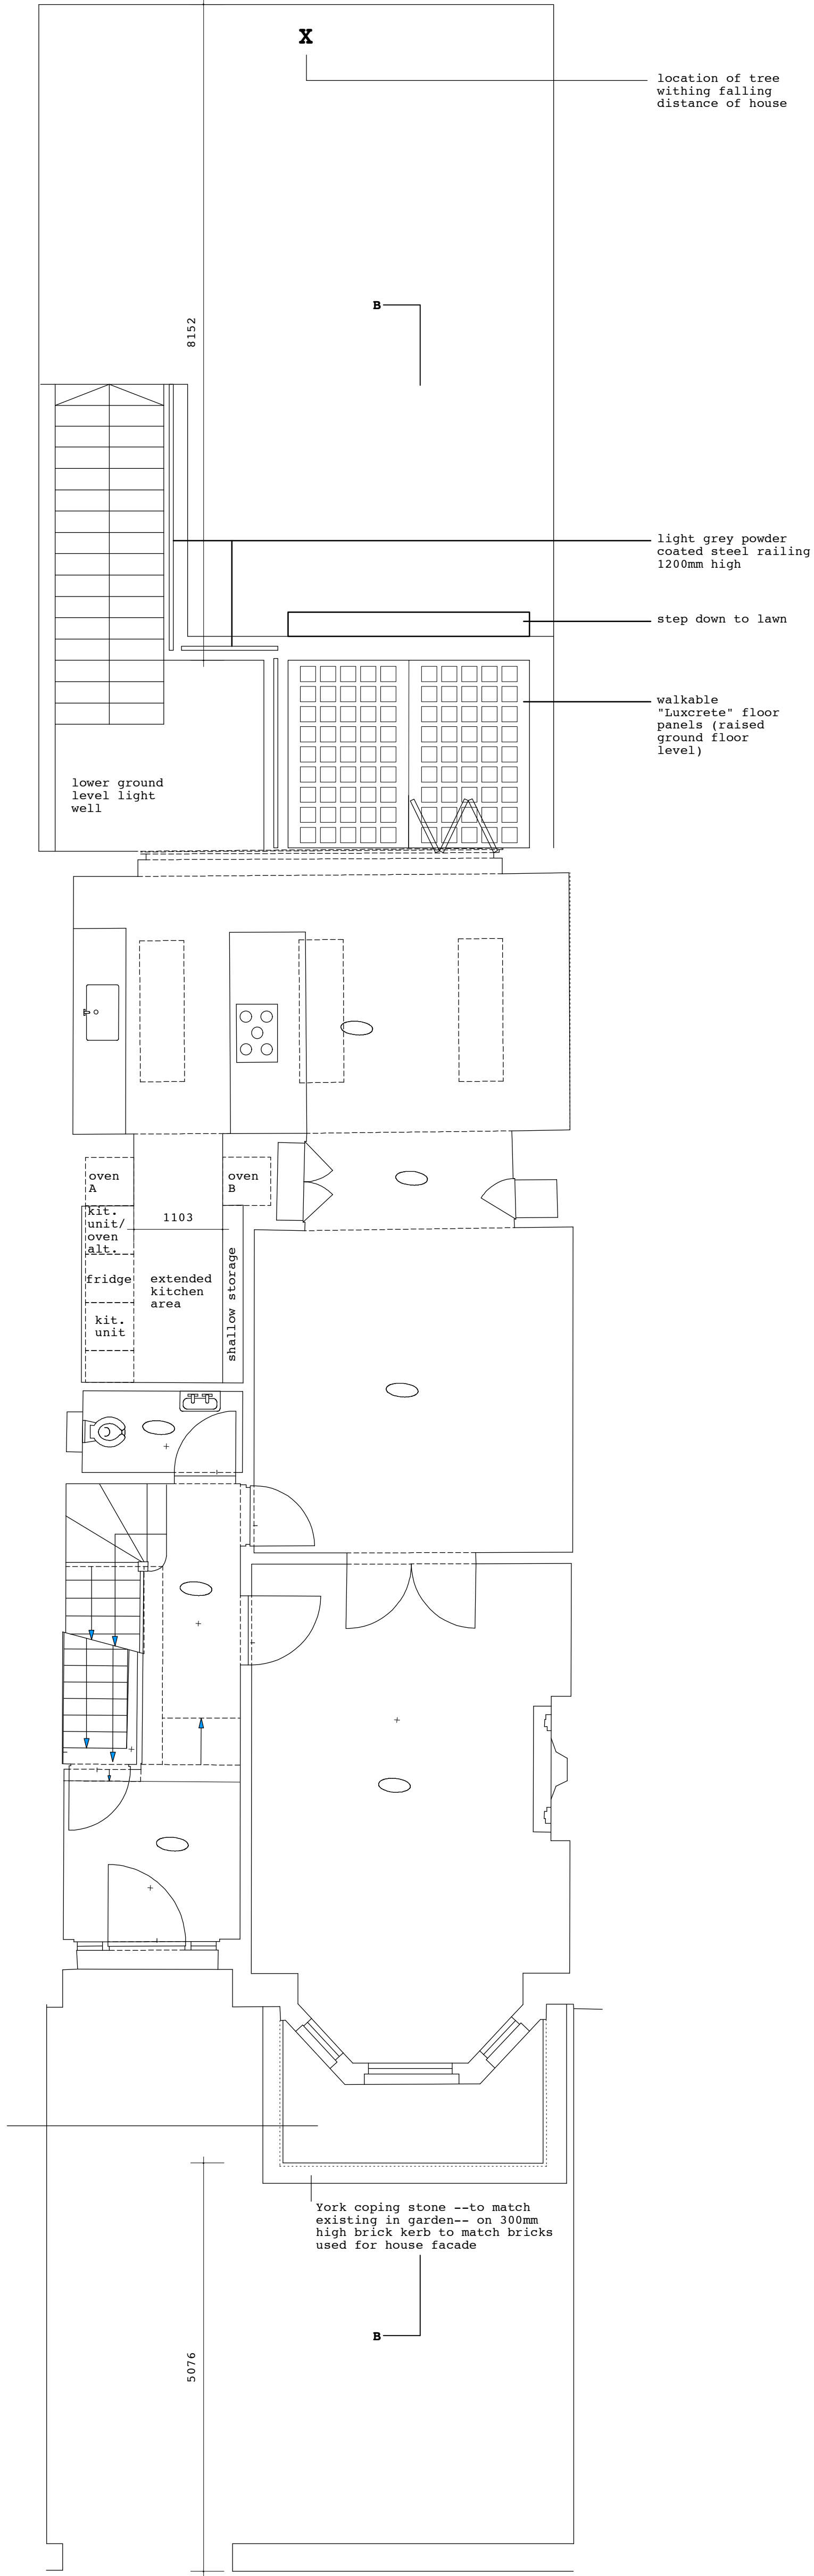 X
location of tree
withing falling
distance of house
B
8152
light grey powder
coated steel railing
1200mm high
step down to lawn
walkable
"Luxcrete" floor
panels (raised
ground floor
level)
lower ground
level light
well
oven
A
oven
B
kit.
unit/
oven
alt.
1103
fridge
extended
kitchen
area
shallow storage
kit.
unit
York coping stone --to match
existing in garden-- on 300mm
high brick kerb to match bricks
used for house facade
B
5076